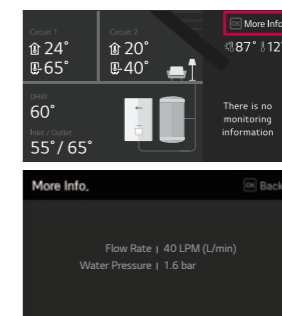 Circuit 1
24°
65°
Circuit 2
20°
40°
DHW
60°
Inlet / Outlet
55°/ 65°
OK More Info
87° 12°
There is no
monitoring
information
More Info.
OK Back
Flow Rate | 40 LPM (L/min)
Water Pressure | 1.6 bar